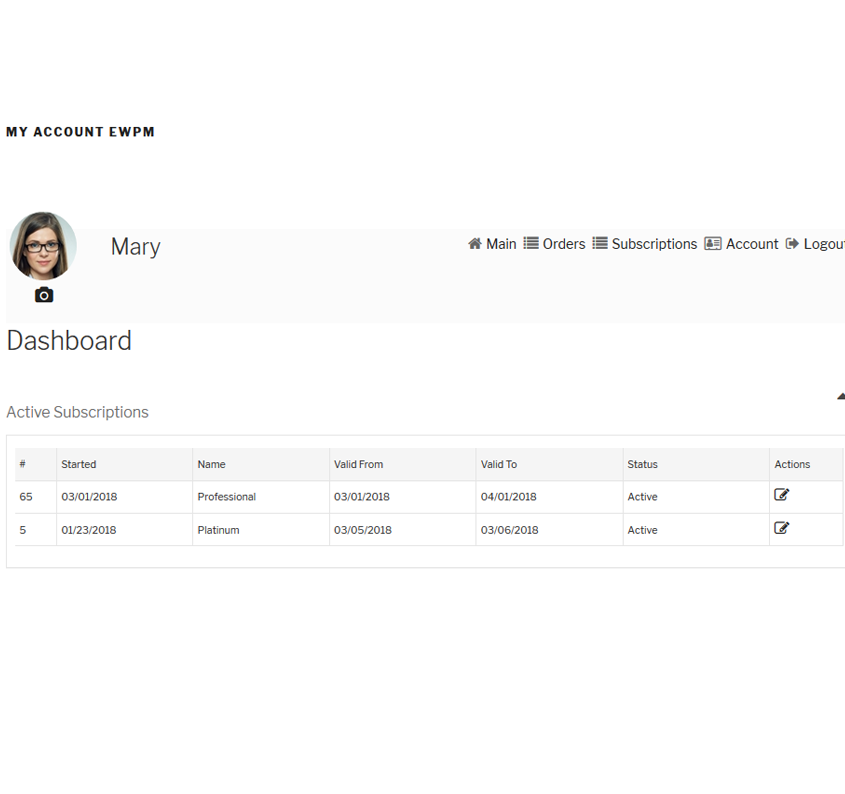 MY ACCOUNT EWPM
Mary
Main Orders Subscriptions Account Logout
Dashboard
Active Subscriptions
# Started Name Valid From Valid To Status Actions
65 03/01/2018 Professional 03/01/2018 04/01/2018 Active
5 01/23/2018 Platinum 03/05/2018 03/06/2018 Active